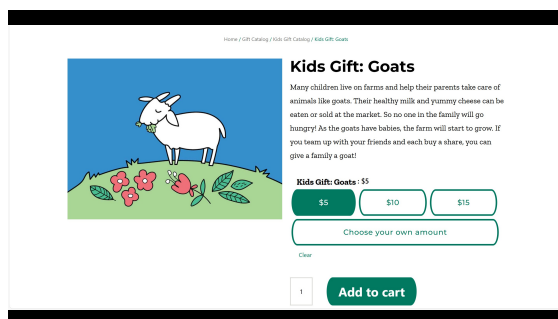 Home / Gift Catalog / Kids Gift Catalog / Kids Gift: Goats
Kids Gift: Goats
Many children live on farms and help their parents take care of
animals like goats. Their healthy milk and yummy cheese can be
eaten or sold at the market. So no one in the family will go
hungry! As the goats have babies, the farm will start to grow. If
you team up with your friends and each buy a share, you can
give a family a goat!
Kids Gift: Goats : $5
$5 $10 $15
Choose your own amount
Clear
1 Add to cart